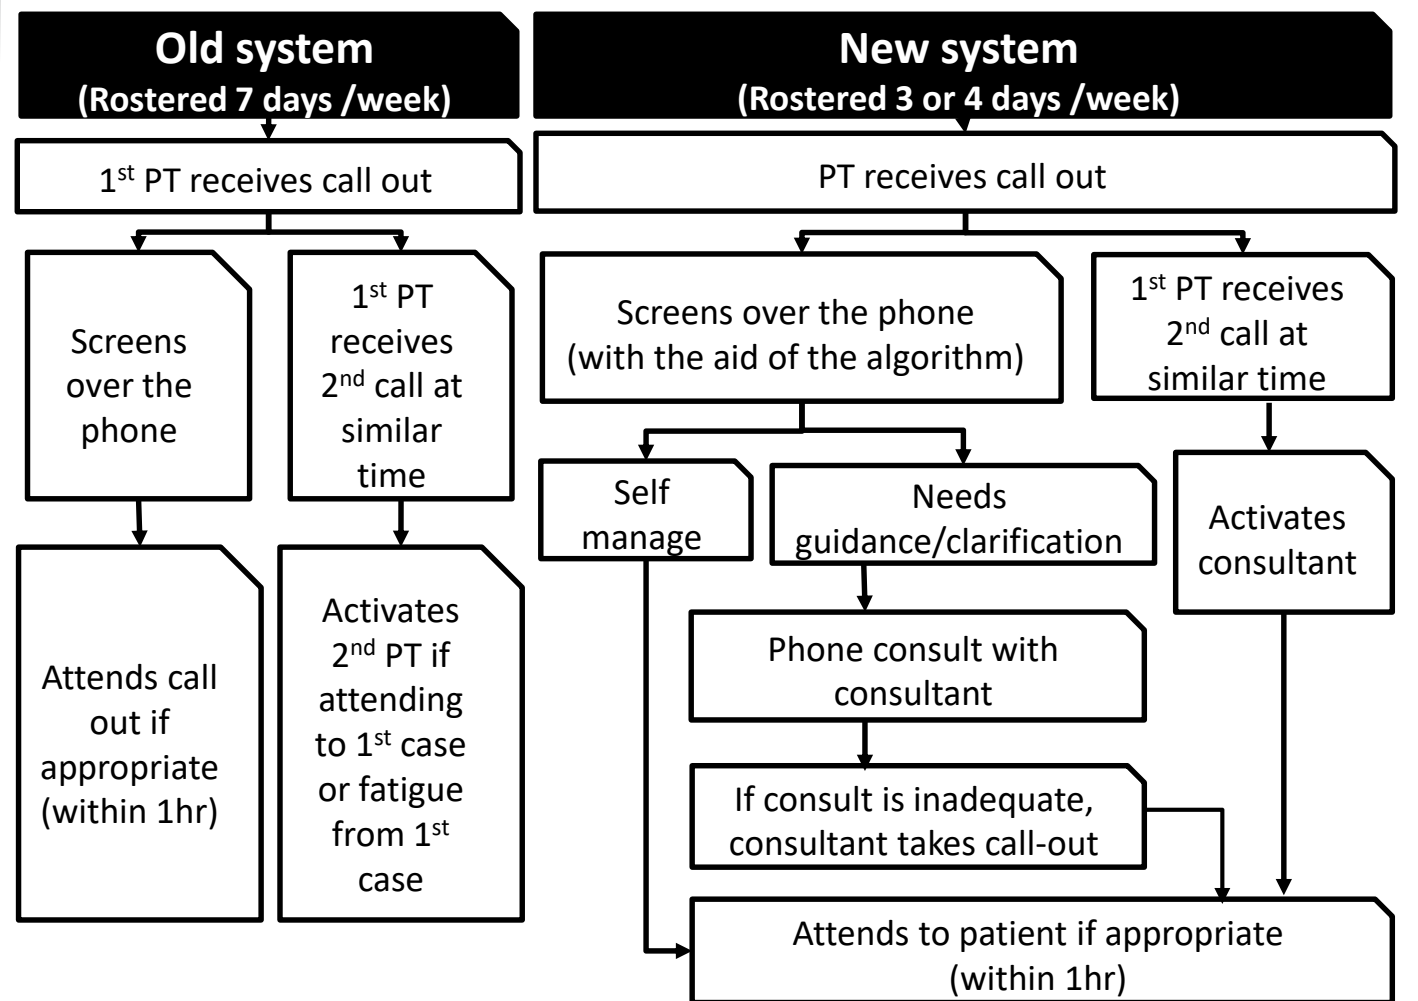 Old system
(Rostered 7 days /week)
1st PT receives call out
Screens
over the
phone
1st PT
receives
2nd call at
similar
time
Attends call
out if
appropriate
(within 1hr)
Activates
2nd PT if
attending
to 1st case
or fatigue
from 1st
case
New system
(Rostered 3 or 4 days /week)
PT receives call out
Screens over the phone
(with the aid of the algorithm)
1st PT receives
2nd call at
similar time
Self
manage
Needs
guidance/clarification
Activates
consultant
Phone consult with
consultant
If consult is inadequate,
consultant takes call-out
Attends to patient if appropriate
(within 1hr)